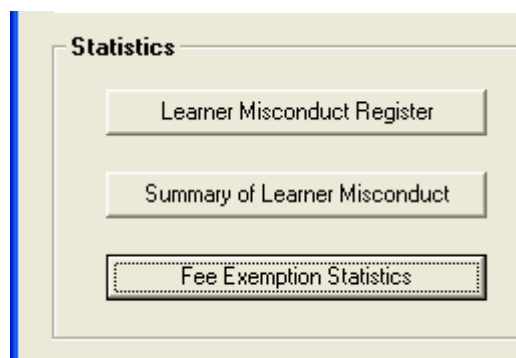 Statistics
Learner Misconduct Register
Summary of Learner Misconduct
Fee Exemption Statistics